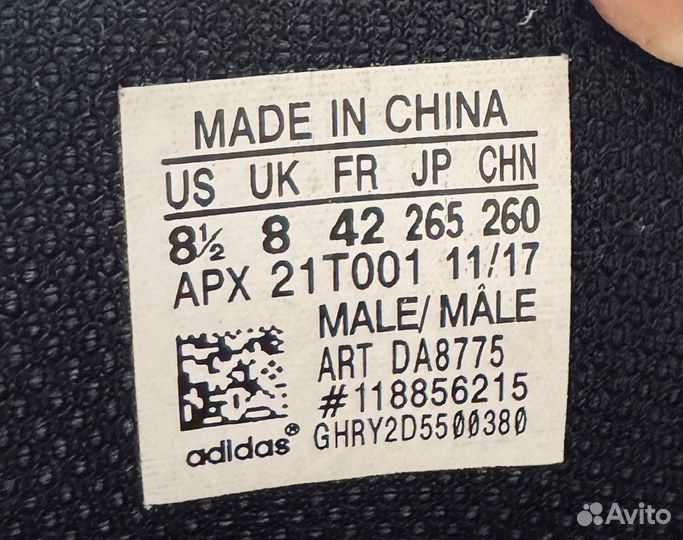 MADE IN CHINA
US UK FR JP CHN
8½ 8 42 265 260
APX 21T001 11/17
MALE/ MÂLE
ART DA8775
#118856215
GHRY2D5500380
adidas®
Avito